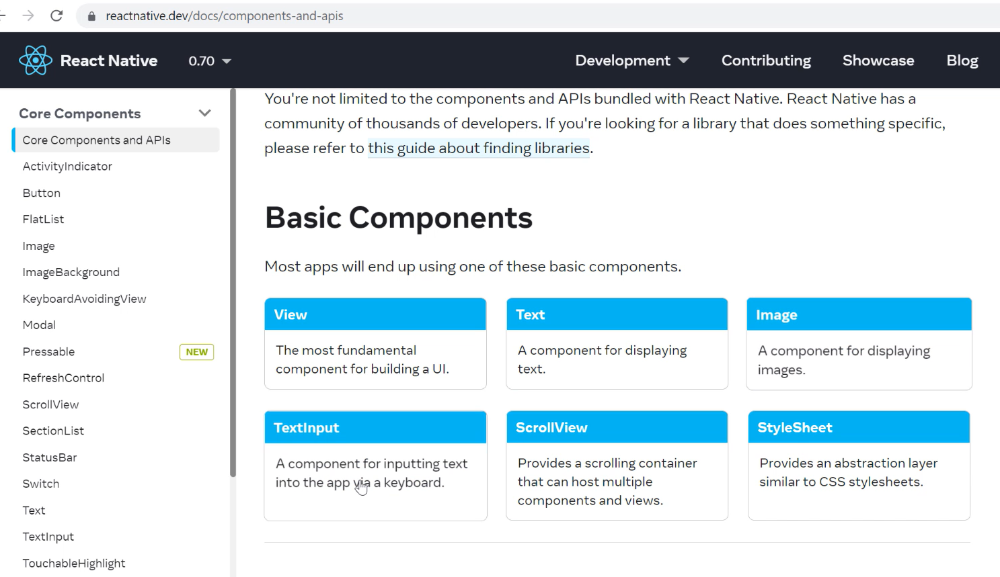 reactnative.dev/docs/components-and-apis
React Native 0.70 Development Contributing Showcase Blog
Core Components
Core Components and APIs
ActivityIndicator
Button
FlatList
Image
ImageBackground
KeyboardAvoidingView
Modal
Pressable NEW
RefreshControl
ScrollView
SectionList
StatusBar
Switch
Text
TextInput
TouchableHighlight
You're not limited to the components and APIs bundled with React Native. React Native has a
community of thousands of developers. If you're looking for a library that does something specific,
please refer to this guide about finding libraries.
Basic Components
Most apps will end up using one of these basic components.
View
The most fundamental
component for building a UI.
Text
A component for displaying
text.
Image
A component for displaying
images.
TextInput
A component for inputting text
into the app via a keyboard.
ScrollView
Provides a scrolling container
that can host multiple
components and views.
StyleSheet
Provides an abstraction layer
similar to CSS stylesheets.